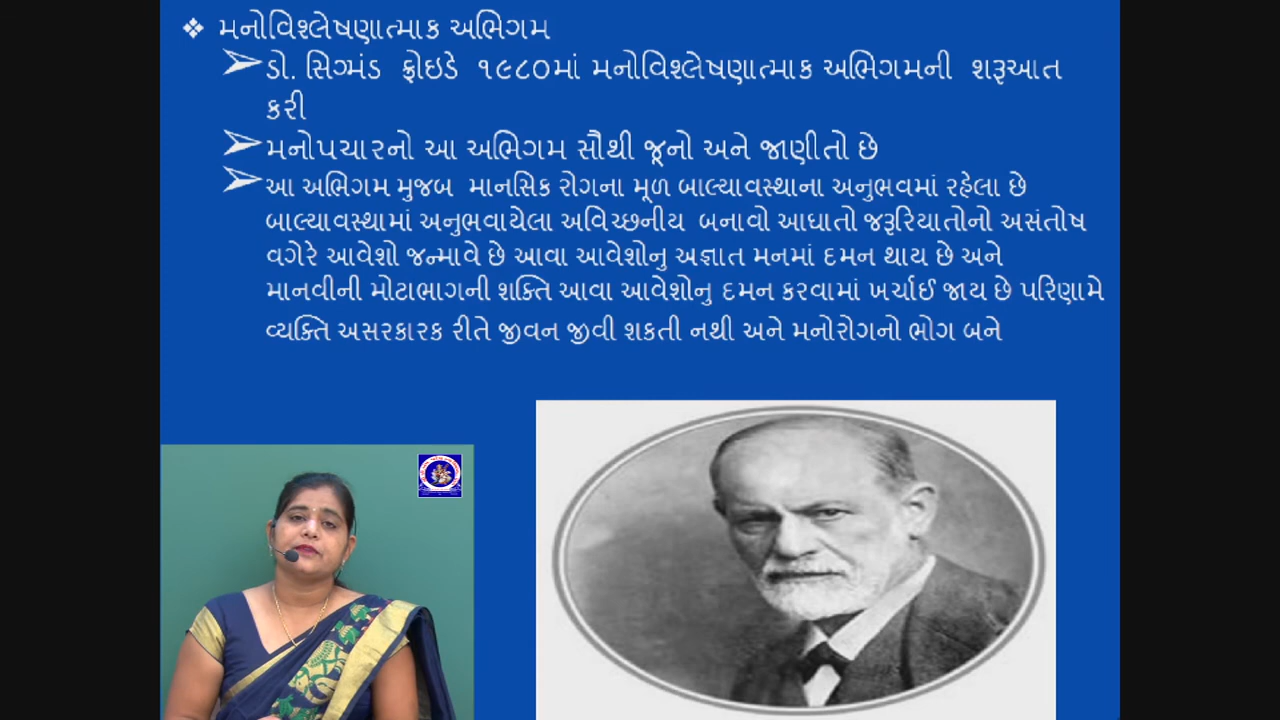 ❖ મનોવિશ્લેષણાત્માક અભિગમ
➢ ડો. સિગ્મંડ ફ્રોઇડે ૧૯૮૦માં મનોવિશ્લેષણાત્માક અભિગમની શરૂઆત
કરી
➢ મનોપચારનો આ અભિગમ સૌથી જૂનો અને જાણીતો છે
➢ આ અભિગમ મુજબ માનસિક રોગના મૂળ બાલ્યાવસ્થાના અનુભવમાં રહેલા છે
બાલ્યાવસ્થામાં અનુભવાયેલા અવિચ્છનીય બનાવો આઘાતો જરૂરિયાતોનો અસંતોષ
વગેરે આવેશો જન્માવે છે આવા આવેશોનુ અજ્ઞાત મનમાં દમન થાય છે અને
માનવીની મોટાભાગની શક્તિ આવા આવેશોનુ દમન કરવામાં ખર્ચાઈ જાય છે પરિણામે
વ્યક્તિ અસરકારક રીતે જીવન જીવી શકતી નથી અને મનોરોગનો ભોગ બને